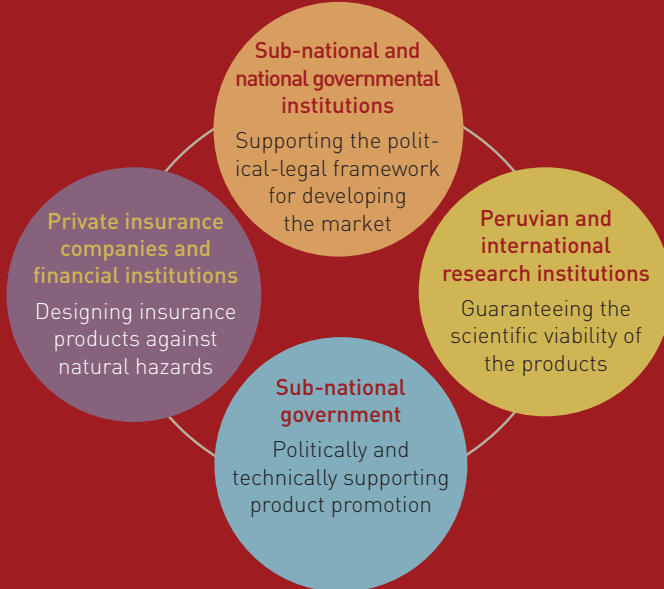 Sub-national and
national governmental
institutions
Supporting the polit-
ical-legal framework
for developing
the market
Private insurance
companies and
financial institutions
Designing insurance
products against
natural hazards
Peruvian and
international
research institutions
Guaranteeing the
scientific viability of
the products
Sub-national
government
Politically and
technically supporting
product promotion